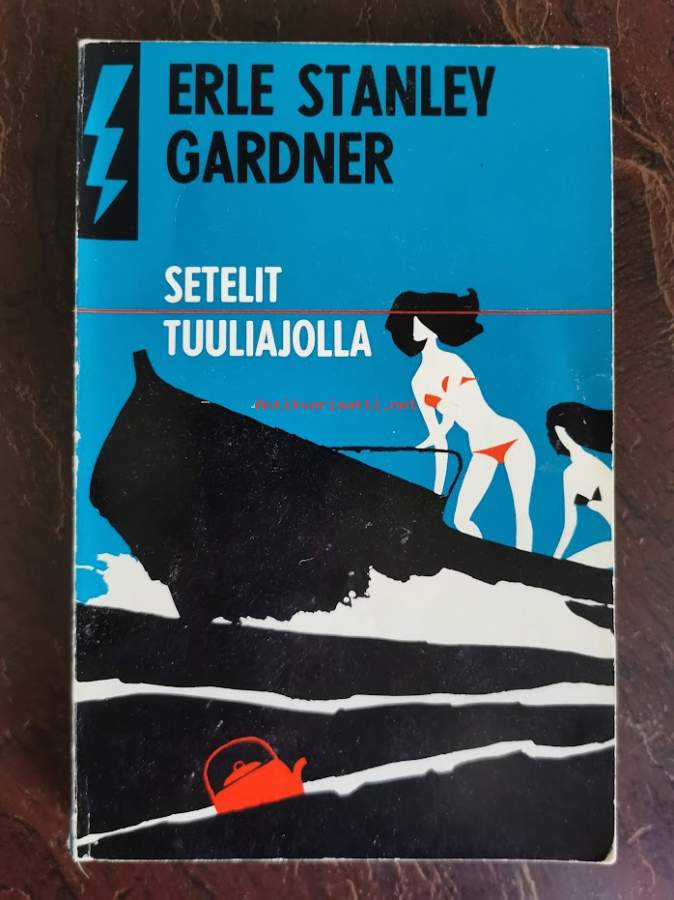 ERLE STANLEY
GARDNER
SETELIT
TUULIAJOLLA
Antikvariaatti.net